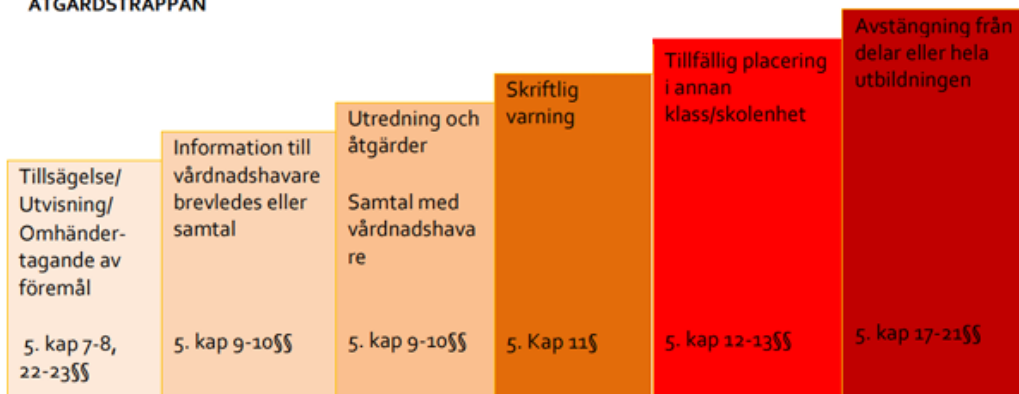 ÅTGÄRDSTRAPPAN
Tillsägelse/
Utvisning/
Omhänder-
tagande av
föremål
5. kap 7-8,
22-23§§
Information till
vårdnadshavare
brevledes eller
samtal
5. kap 9-10§§
Utredning och
åtgärder
Samtal med
vårdnadshava
re
5. kap 9-10§§
Skriftlig
varning
5. Kap 11§
Tillfällig placering
i annan
klass/skolenhet
5. kap 12-13§§
Avstängning från
delar eller hela
utbildningen
5. kap 17-21§§